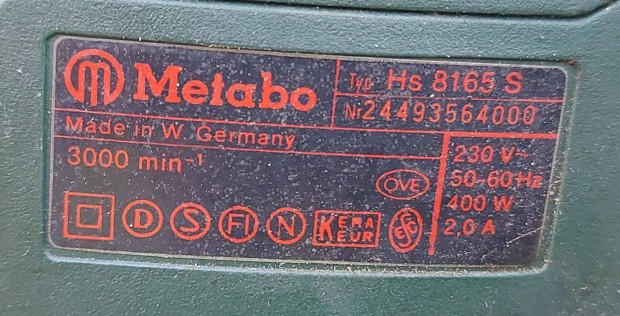 Metabo
Typ Hs 8165 S
Nr 24493564000
Made in W. Germany
3000 min⁻¹
230 V~
50-60 Hz
400 W
2,0 A
OVE
D S FI N
KEMA
KEUR